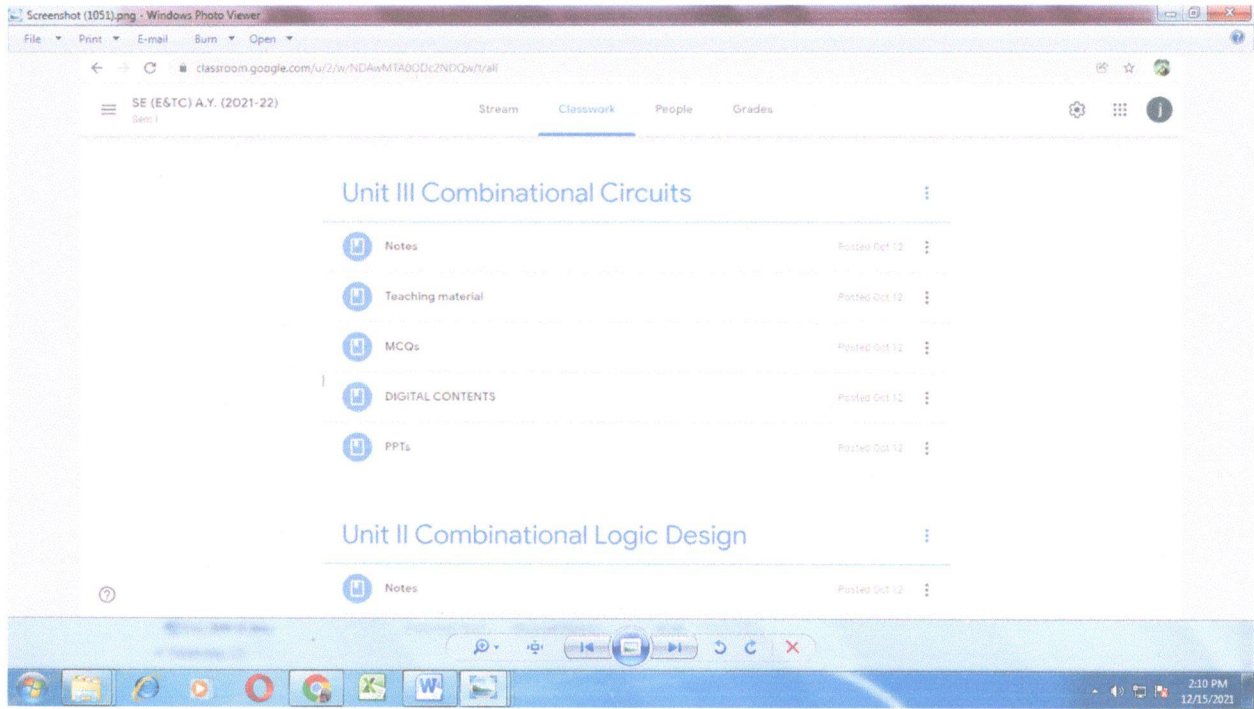 Screenshot (1051).png - Windows Photo Viewer
File Print E-mail Burn Open
classroom.google.com/u/2/w/NDAwMTA0ODc2NDQw/t/all
SE (E&TC) A.Y. (2021-22)
Sem I
Stream Classwork People Grades
j
Unit III Combinational Circuits
Notes Posted Oct 12
Teaching material Posted Oct 12
MCQs Posted Oct 12
DIGITAL CONTENTS Posted Oct 12
PPTs Posted Oct 12
Unit II Combinational Logic Design
Notes Posted Oct 12
2:10 PM
12/15/2021